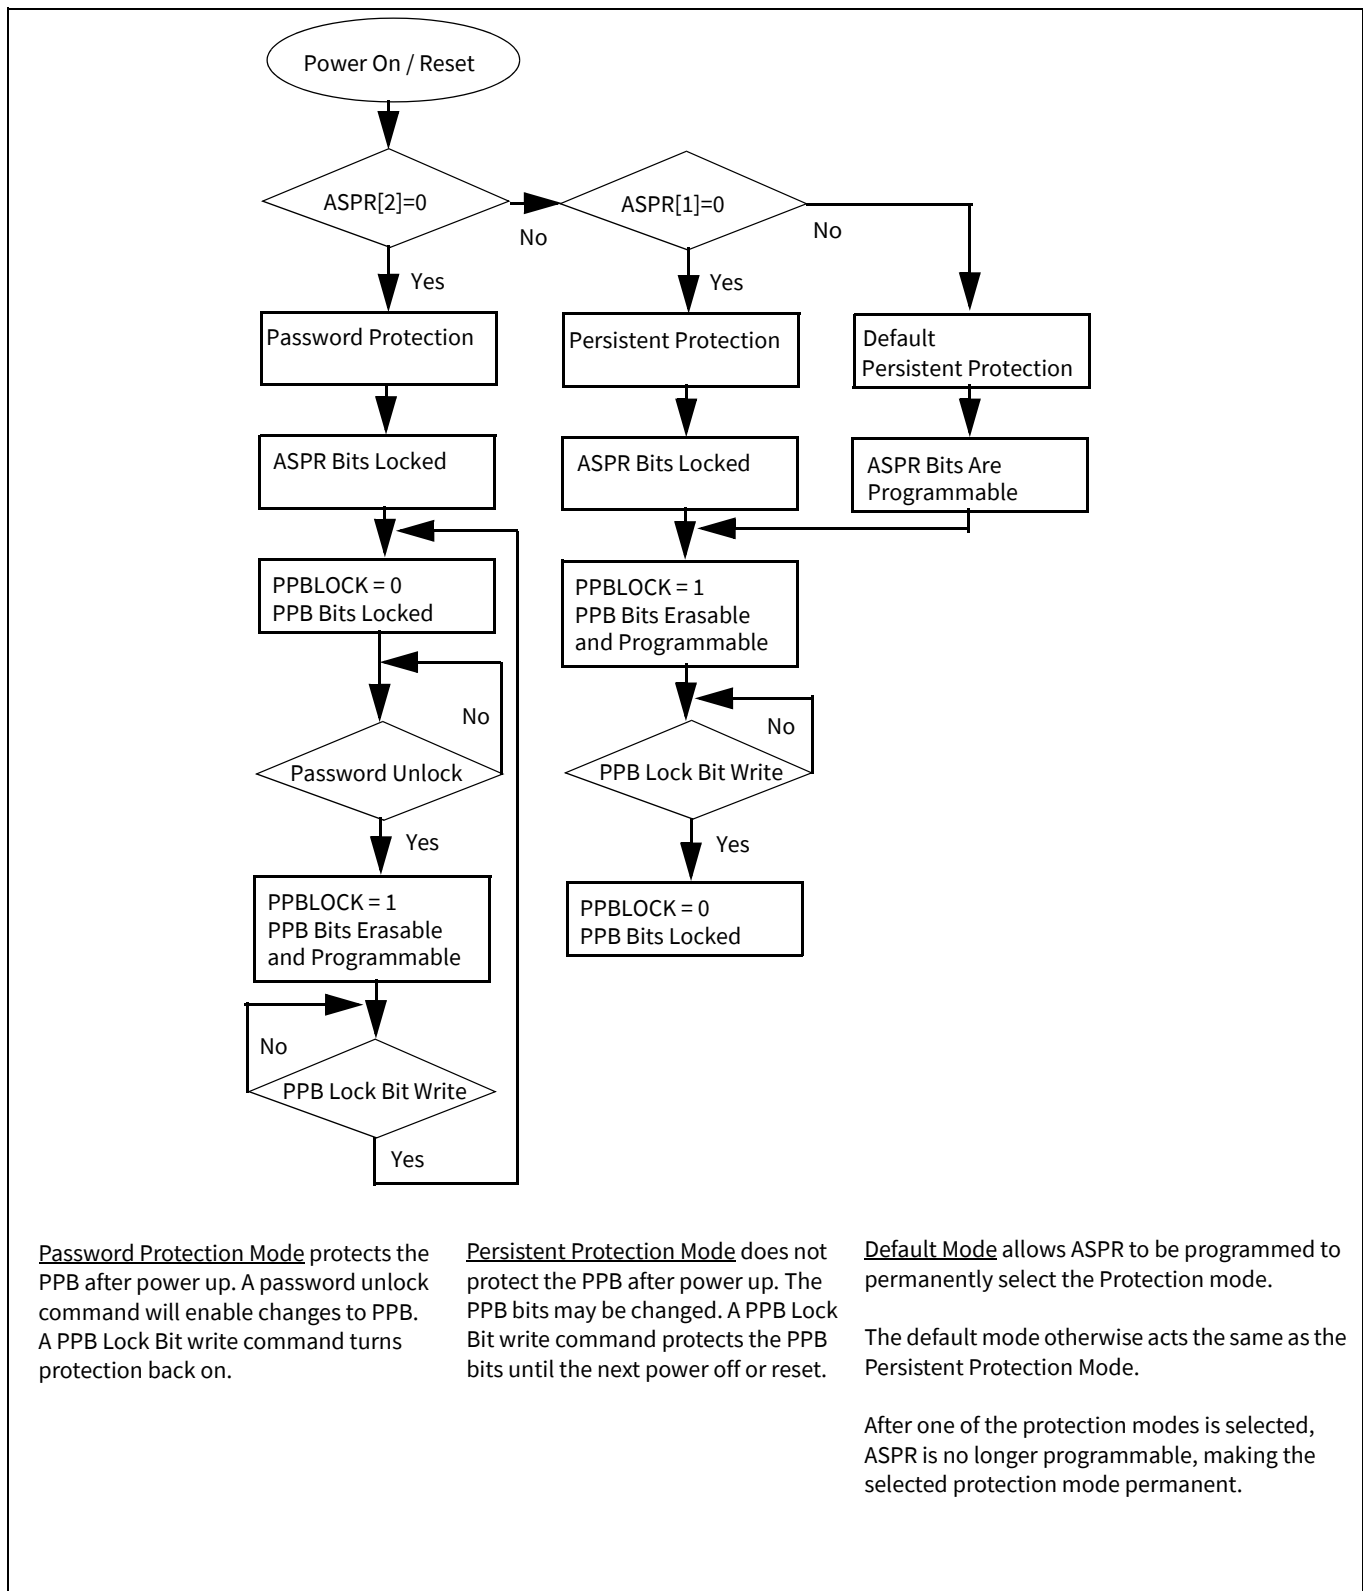 Power On / Reset
ASPR[2]=0
No
ASPR[1]=0
No
Yes
Yes
Password Protection
Persistent Protection
Default
Persistent Protection
ASPR Bits Locked
ASPR Bits Locked
ASPR Bits Are
Programmable
PPBLOCK = 0
PPB Bits Locked
PPBLOCK = 1
PPB Bits Erasable
and Programmable
No
No
Password Unlock
PPB Lock Bit Write
Yes
Yes
PPBLOCK = 1
PPB Bits Erasable
and Programmable
PPBLOCK = 0
PPB Bits Locked
No
PPB Lock Bit Write
Yes
Password Protection Mode protects the
PPB after power up. A password unlock
command will enable changes to PPB.
A PPB Lock Bit write command turns
protection back on.
Persistent Protection Mode does not
protect the PPB after power up. The
PPB bits may be changed. A PPB Lock
Bit write command protects the PPB
bits until the next power off or reset.
Default Mode allows ASPR to be programmed to
permanently select the Protection mode.
The default mode otherwise acts the same as the
Persistent Protection Mode.
After one of the protection modes is selected,
ASPR is no longer programmable, making the
selected protection mode permanent.